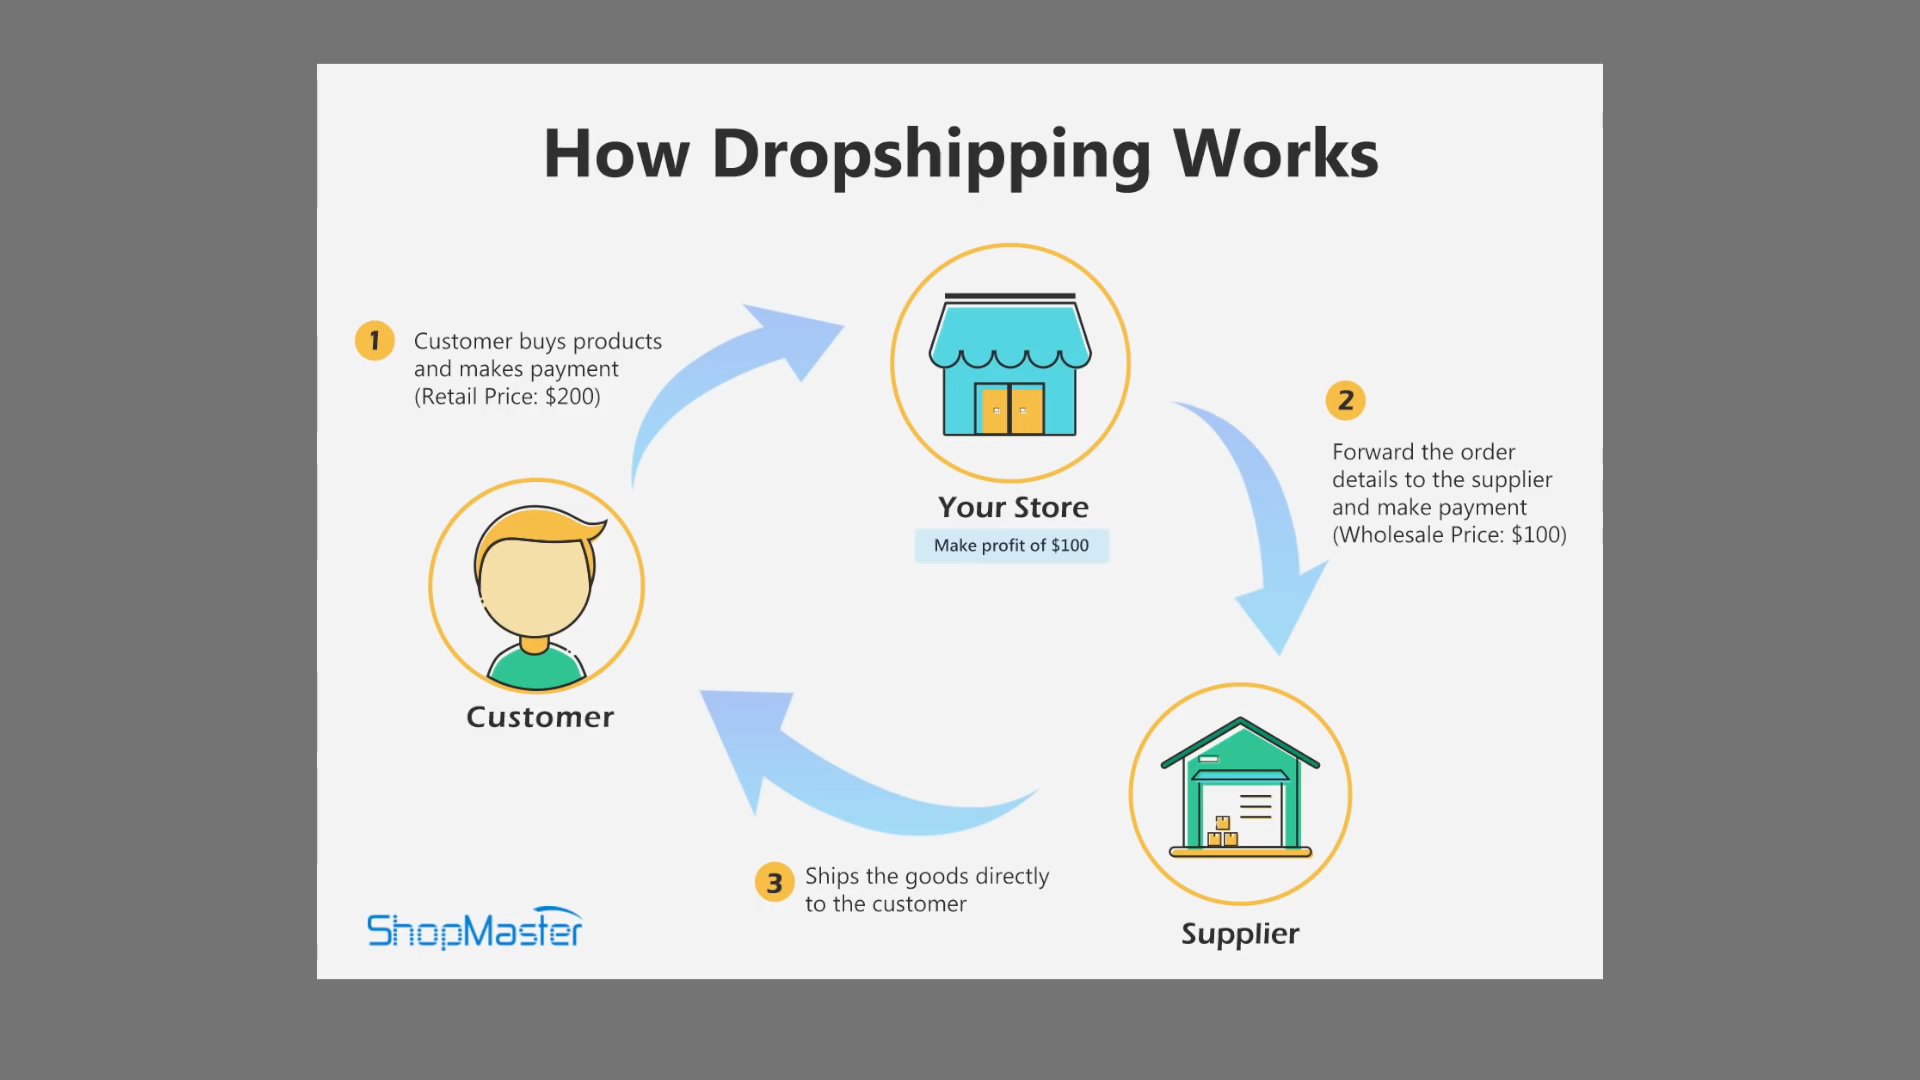 How Dropshipping Works
1
Customer buys products
and makes payment
(Retail Price: $200)
2
Forward the order
details to the supplier
and make payment
(Wholesale Price: $100)
Your Store
Make profit of $100
Customer
3
Ships the goods directly
to the customer
Supplier
ShopMaster